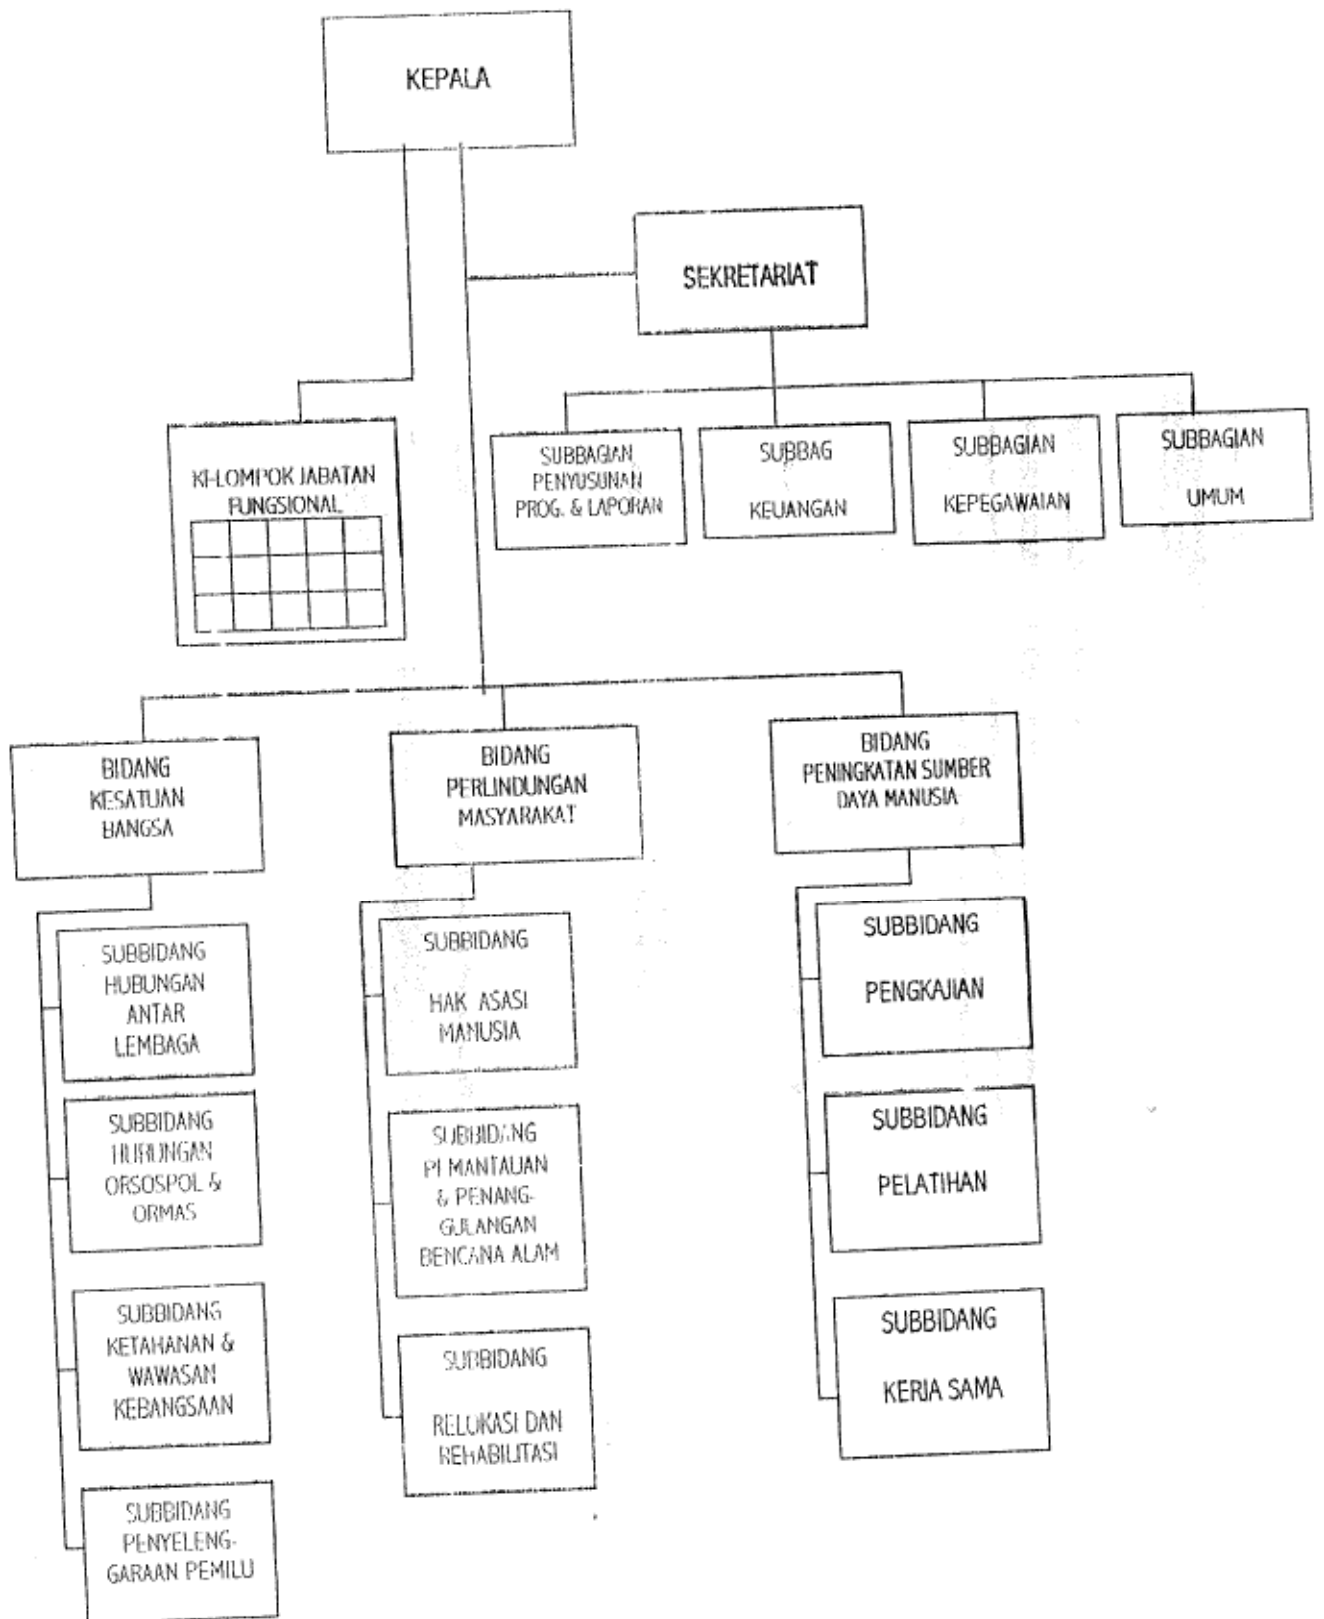 KEPALA
SEKRETARIAT
KELOMPOK JABATAN
FUNGSIONAL
SUBBAGIAN
PENYUSUNAN
PROG. & LAPORAN
SUBBAG
KEUANGAN
SUBBAGIAN
KEPEGAWAIAN
SUBBAGIAN
UMUM
BIDANG
KESATUAN
BANGSA
BIDANG
PERLINDUNGAN
MASYARAKAT
BIDANG
PENINGKATAN SUMBER
DAYA MANUSIA
SUBBIDANG
HUBUNGAN
ANTAR
LEMBAGA
SUBBIDANG
HUBUNGAN
ORSOSPOL &
ORMAS
SUBBIDANG
KETAHANAN &
WAWASAN
KEBANGSAAN
SUBBIDANG
PENYELENG-
GARAAN PEMILU
SUBBIDANG
HAK ASASI
MANUSIA
SUBBIDANG
PEMANTAUAN
& PENANG-
GULANGAN
BENCANA ALAM
SUBBIDANG
RELOKASI DAN
REHABILITASI
SUBBIDANG
PENGKAJIAN
SUBBIDANG
PELATIHAN
SUBBIDANG
KERJA SAMA